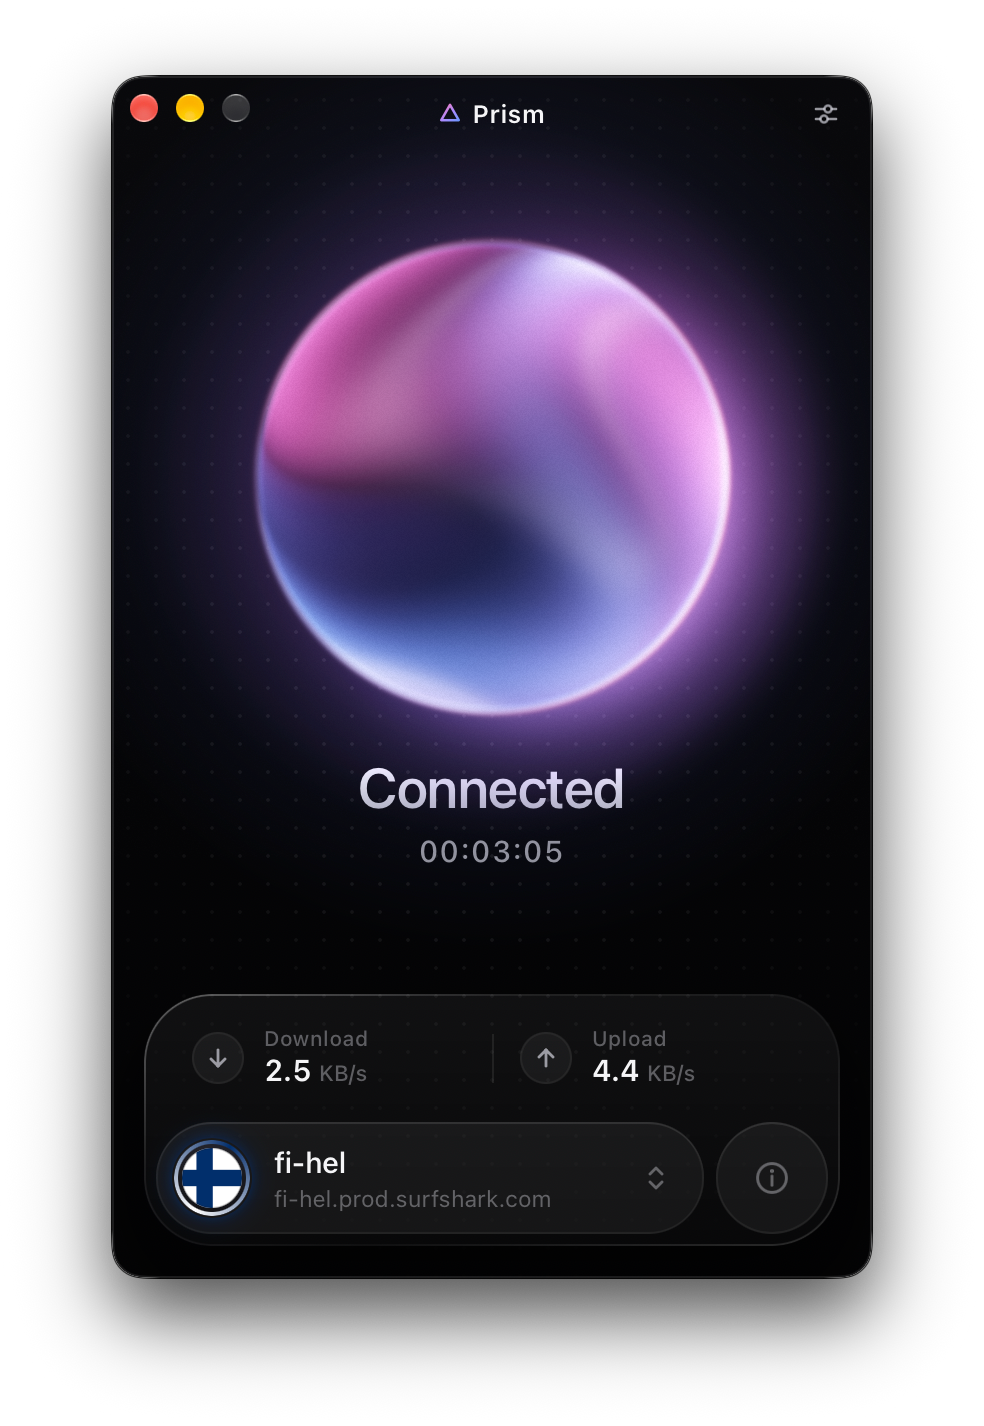 Prism
Connected
00:03:05
Download
2.5 KB/s
Upload
4.4 KB/s
fi-hel
fi-hel.prod.surfshark.com